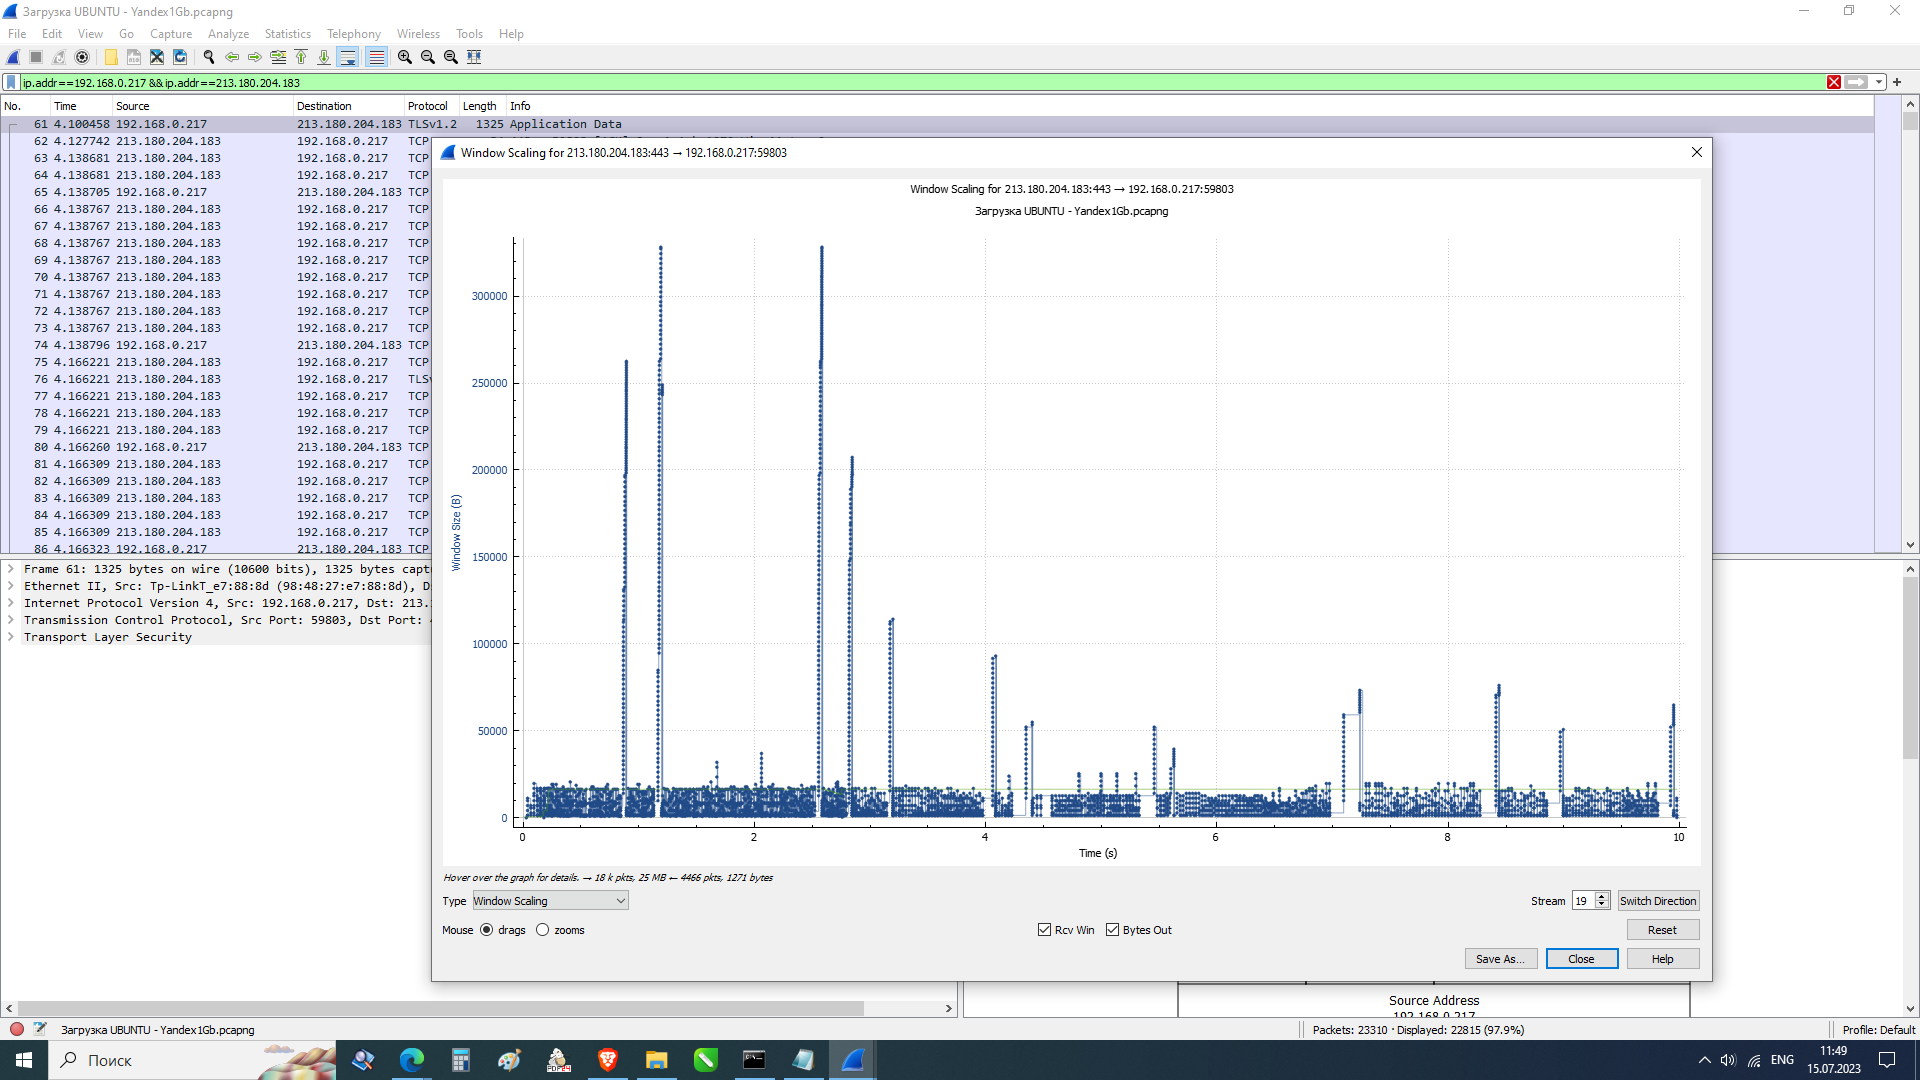 Загрузка UBUNTU - Yandex1Gb.pcapng
File Edit View Go Capture Analyze Statistics Telephony Wireless Tools Help
ip.addr==192.168.0.217 && ip.addr==213.180.204.183
No. Time Source Destination Protocol Length Info
61 4.100458 192.168.0.217 213.180.204.183 TLSv1.2 1325 Application Data
62 4.127742 213.180.204.183 192.168.0.217 TCP
63 4.138681 213.180.204.183 192.168.0.217 TCP
64 4.138681 213.180.204.183 192.168.0.217 TCP
65 4.138705 192.168.0.217 213.180.204.183 TCP
66 4.138767 213.180.204.183 192.168.0.217 TCP
67 4.138767 213.180.204.183 192.168.0.217 TCP
68 4.138767 213.180.204.183 192.168.0.217 TCP
69 4.138767 213.180.204.183 192.168.0.217 TCP
70 4.138767 213.180.204.183 192.168.0.217 TCP
71 4.138767 213.180.204.183 192.168.0.217 TCP
72 4.138767 213.180.204.183 192.168.0.217 TCP
73 4.138767 213.180.204.183 192.168.0.217 TCP
74 4.138796 192.168.0.217 213.180.204.183 TCP
75 4.166221 213.180.204.183 192.168.0.217 TCP
76 4.166221 213.180.204.183 192.168.0.217 TLSv
77 4.166221 213.180.204.183 192.168.0.217 TCP
78 4.166221 213.180.204.183 192.168.0.217 TCP
79 4.166221 213.180.204.183 192.168.0.217 TCP
80 4.166260 192.168.0.217 213.180.204.183 TCP
81 4.166309 213.180.204.183 192.168.0.217 TCP
82 4.166309 213.180.204.183 192.168.0.217 TCP
83 4.166309 213.180.204.183 192.168.0.217 TCP
84 4.166309 213.180.204.183 192.168.0.217 TCP
85 4.166309 213.180.204.183 192.168.0.217 TCP
86 4.166323 192.168.0.217 213.180.204.183 TCP
Frame 61: 1325 bytes on wire (10600 bits), 1325 bytes captu
Ethernet II, Src: Tp-LinkT_e7:88:8d (98:48:27:e7:88:8d), D
Internet Protocol Version 4, Src: 192.168.0.217, Dst: 213.
Transmission Control Protocol, Src Port: 59803, Dst Port: 4
Transport Layer Security
Window Scaling for 213.180.204.183:443 → 192.168.0.217:59803
Window Scaling for 213.180.204.183:443 → 192.168.0.217:59803
Загрузка UBUNTU - Yandex1Gb.pcapng
Window Size (B)
300000
250000
200000
150000
100000
50000
0
0 2 4 6 8 10
Time (s)
Hover over the graph for details. → 18 k pkts, 25 MB ← 4466 pkts, 1271 bytes
Type Window Scaling Stream 19 Switch Direction
Mouse drags zooms Rcv Win Bytes Out Reset
Save As... Close Help
Source Address
192.168.0.217
Загрузка UBUNTU - Yandex1Gb.pcapng Packets: 23310 · Displayed: 22815 (97.9%) Profile: Default
Поиск PDF24 ENG 11:49
15.07.2023